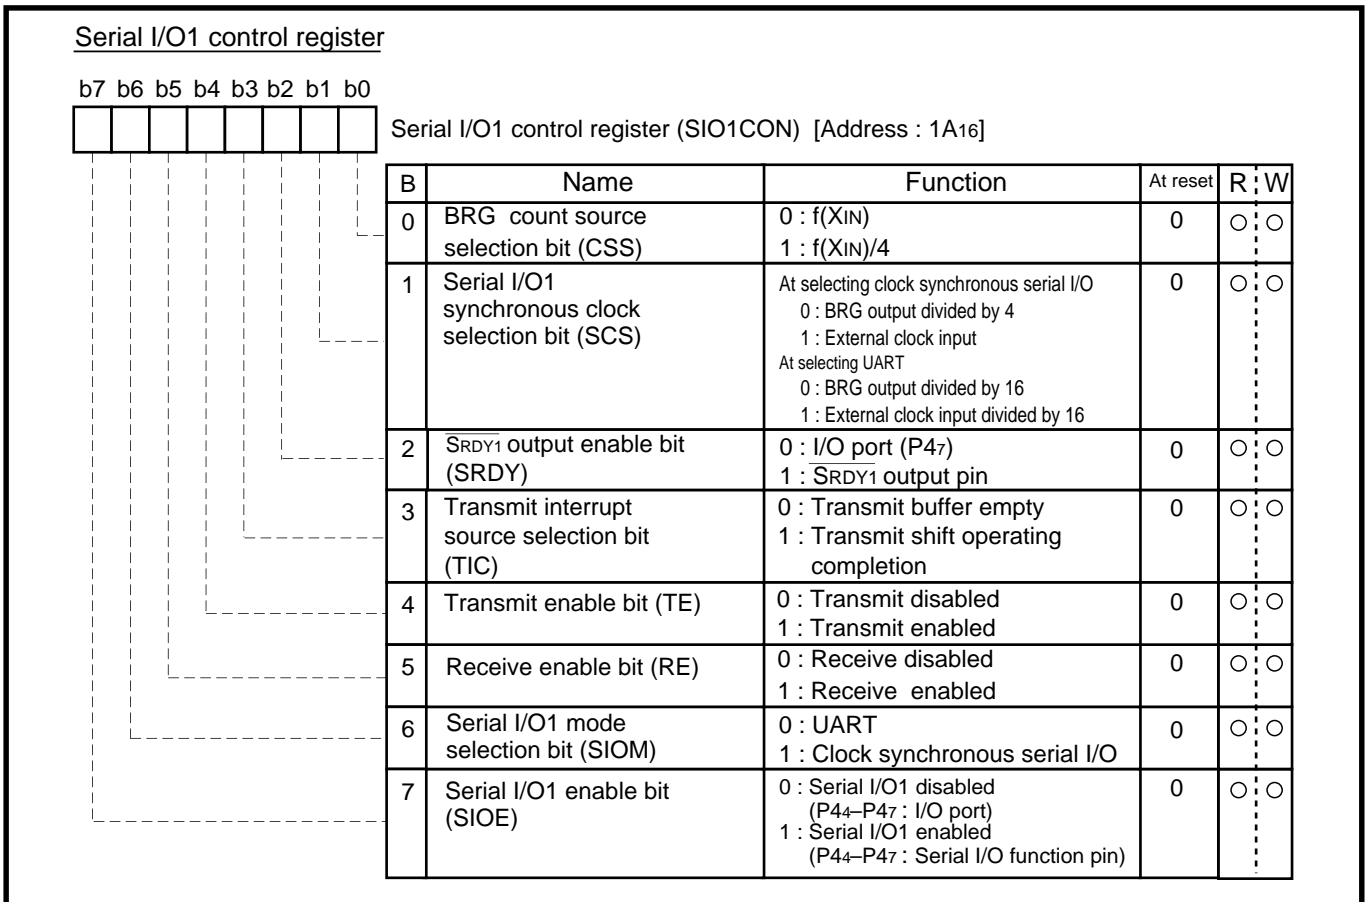 Serial I/O1 control register
b7 b6 b5 b4 b3 b2 b1 b0
Serial I/O1 control register (SIO1CON) [Address : 1A16]
B Name Function At reset R W
0 BRG count source selection bit (CSS) 0 : f(XIN) 0 ○ ○
1 : f(XIN)/4
1 Serial I/O1 synchronous clock selection bit (SCS) At selecting clock synchronous serial I/O 0 ○ ○
0 : BRG output divided by 4
1 : External clock input
At selecting UART
0 : BRG output divided by 16
1 : External clock input divided by 16
2 SRDY1 output enable bit (SRDY) 0 : I/O port (P47) 0 ○ ○
1 : SRDY1 output pin
3 Transmit interrupt source selection bit (TIC) 0 : Transmit buffer empty 0 ○ ○
1 : Transmit shift operating completion
4 Transmit enable bit (TE) 0 : Transmit disabled 0 ○ ○
1 : Transmit enabled
5 Receive enable bit (RE) 0 : Receive disabled 0 ○ ○
1 : Receive enabled
6 Serial I/O1 mode selection bit (SIOM) 0 : UART 0 ○ ○
1 : Clock synchronous serial I/O
7 Serial I/O1 enable bit (SIOE) 0 : Serial I/O1 disabled 0 ○ ○
(P44–P47 : I/O port)
1 : Serial I/O1 enabled
(P44–P47 : Serial I/O function pin)